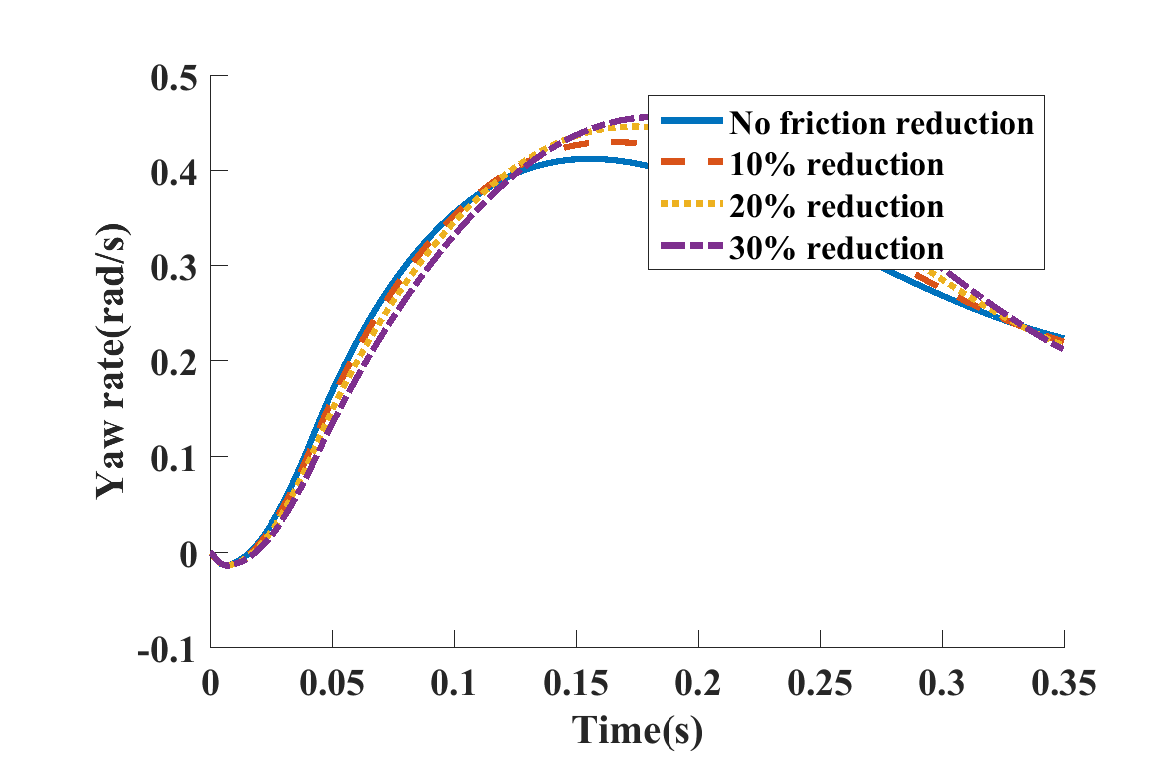 0.5
0.4
0.3
0.2
0.1
0
-0.1
Yaw rate(rad/s)
No friction reduction
10% reduction
20% reduction
30% reduction
0 0.05 0.1 0.15 0.2 0.25 0.3 0.35
Time(s)